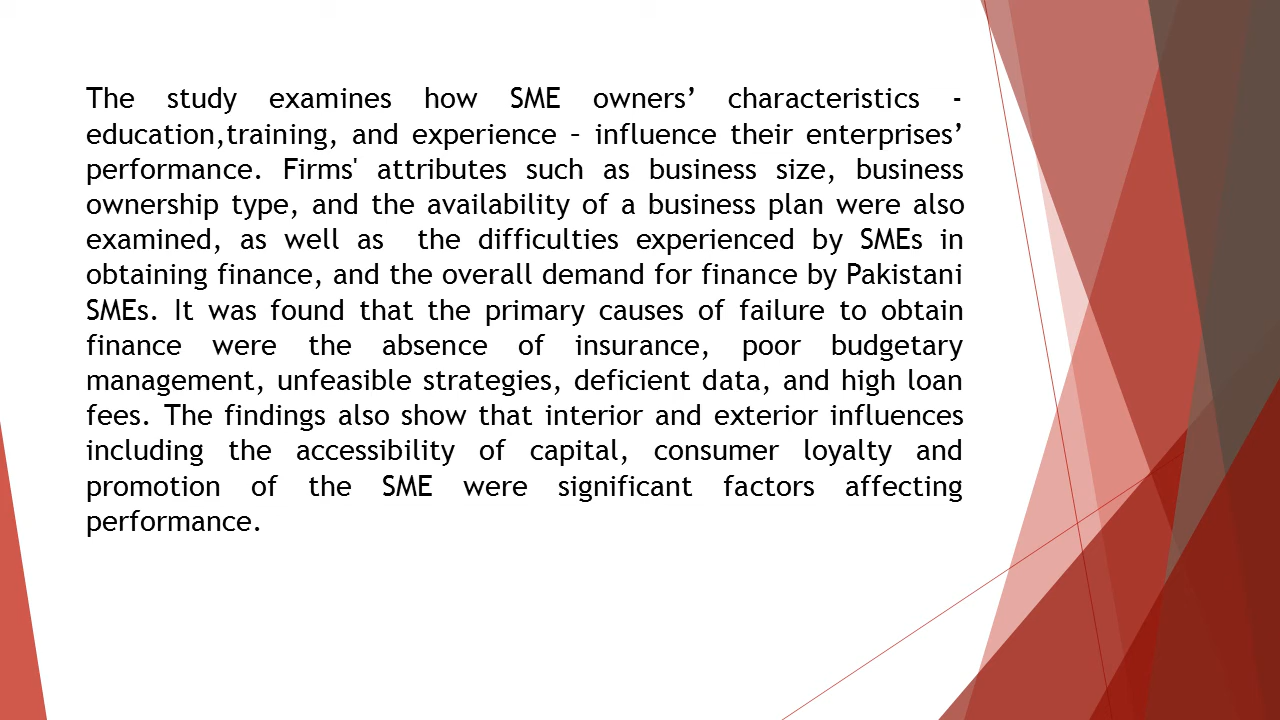 The study examines how SME owners’ characteristics -
education,training, and experience – influence their enterprises’
performance. Firms' attributes such as business size, business
ownership type, and the availability of a business plan were also
examined, as well as  the difficulties experienced by SMEs in
obtaining finance, and the overall demand for finance by Pakistani
SMEs. It was found that the primary causes of failure to obtain
finance were the absence of insurance, poor budgetary
management, unfeasible strategies, deficient data, and high loan
fees. The findings also show that interior and exterior influences
including the accessibility of capital, consumer loyalty and
promotion of the SME were significant factors affecting
performance.